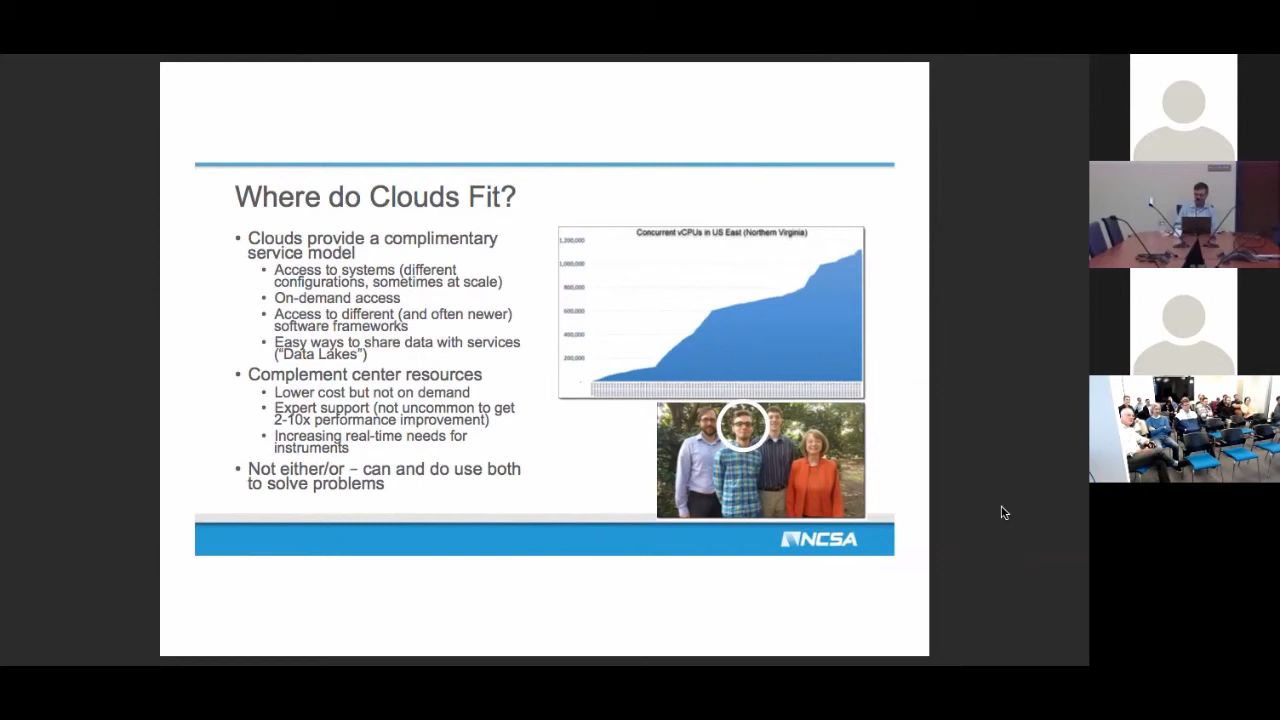 Where do Clouds Fit?
• Clouds provide a complimentary
service model
• Access to systems (different
configurations, sometimes at scale)
• On-demand access
• Access to different (and often newer)
software frameworks
• Easy ways to share data with services
("Data Lakes")
• Complement center resources
• Lower cost but not on demand
• Expert support (not uncommon to get
2-10x performance improvement)
• Increasing real-time needs for
instruments
• Not either/or – can and do use both
to solve problems
Concurrent vCPUs in US East (Northern Virginia)
1,200,000
1,000,000
800,000
600,000
400,000
200,000
-
NCSA